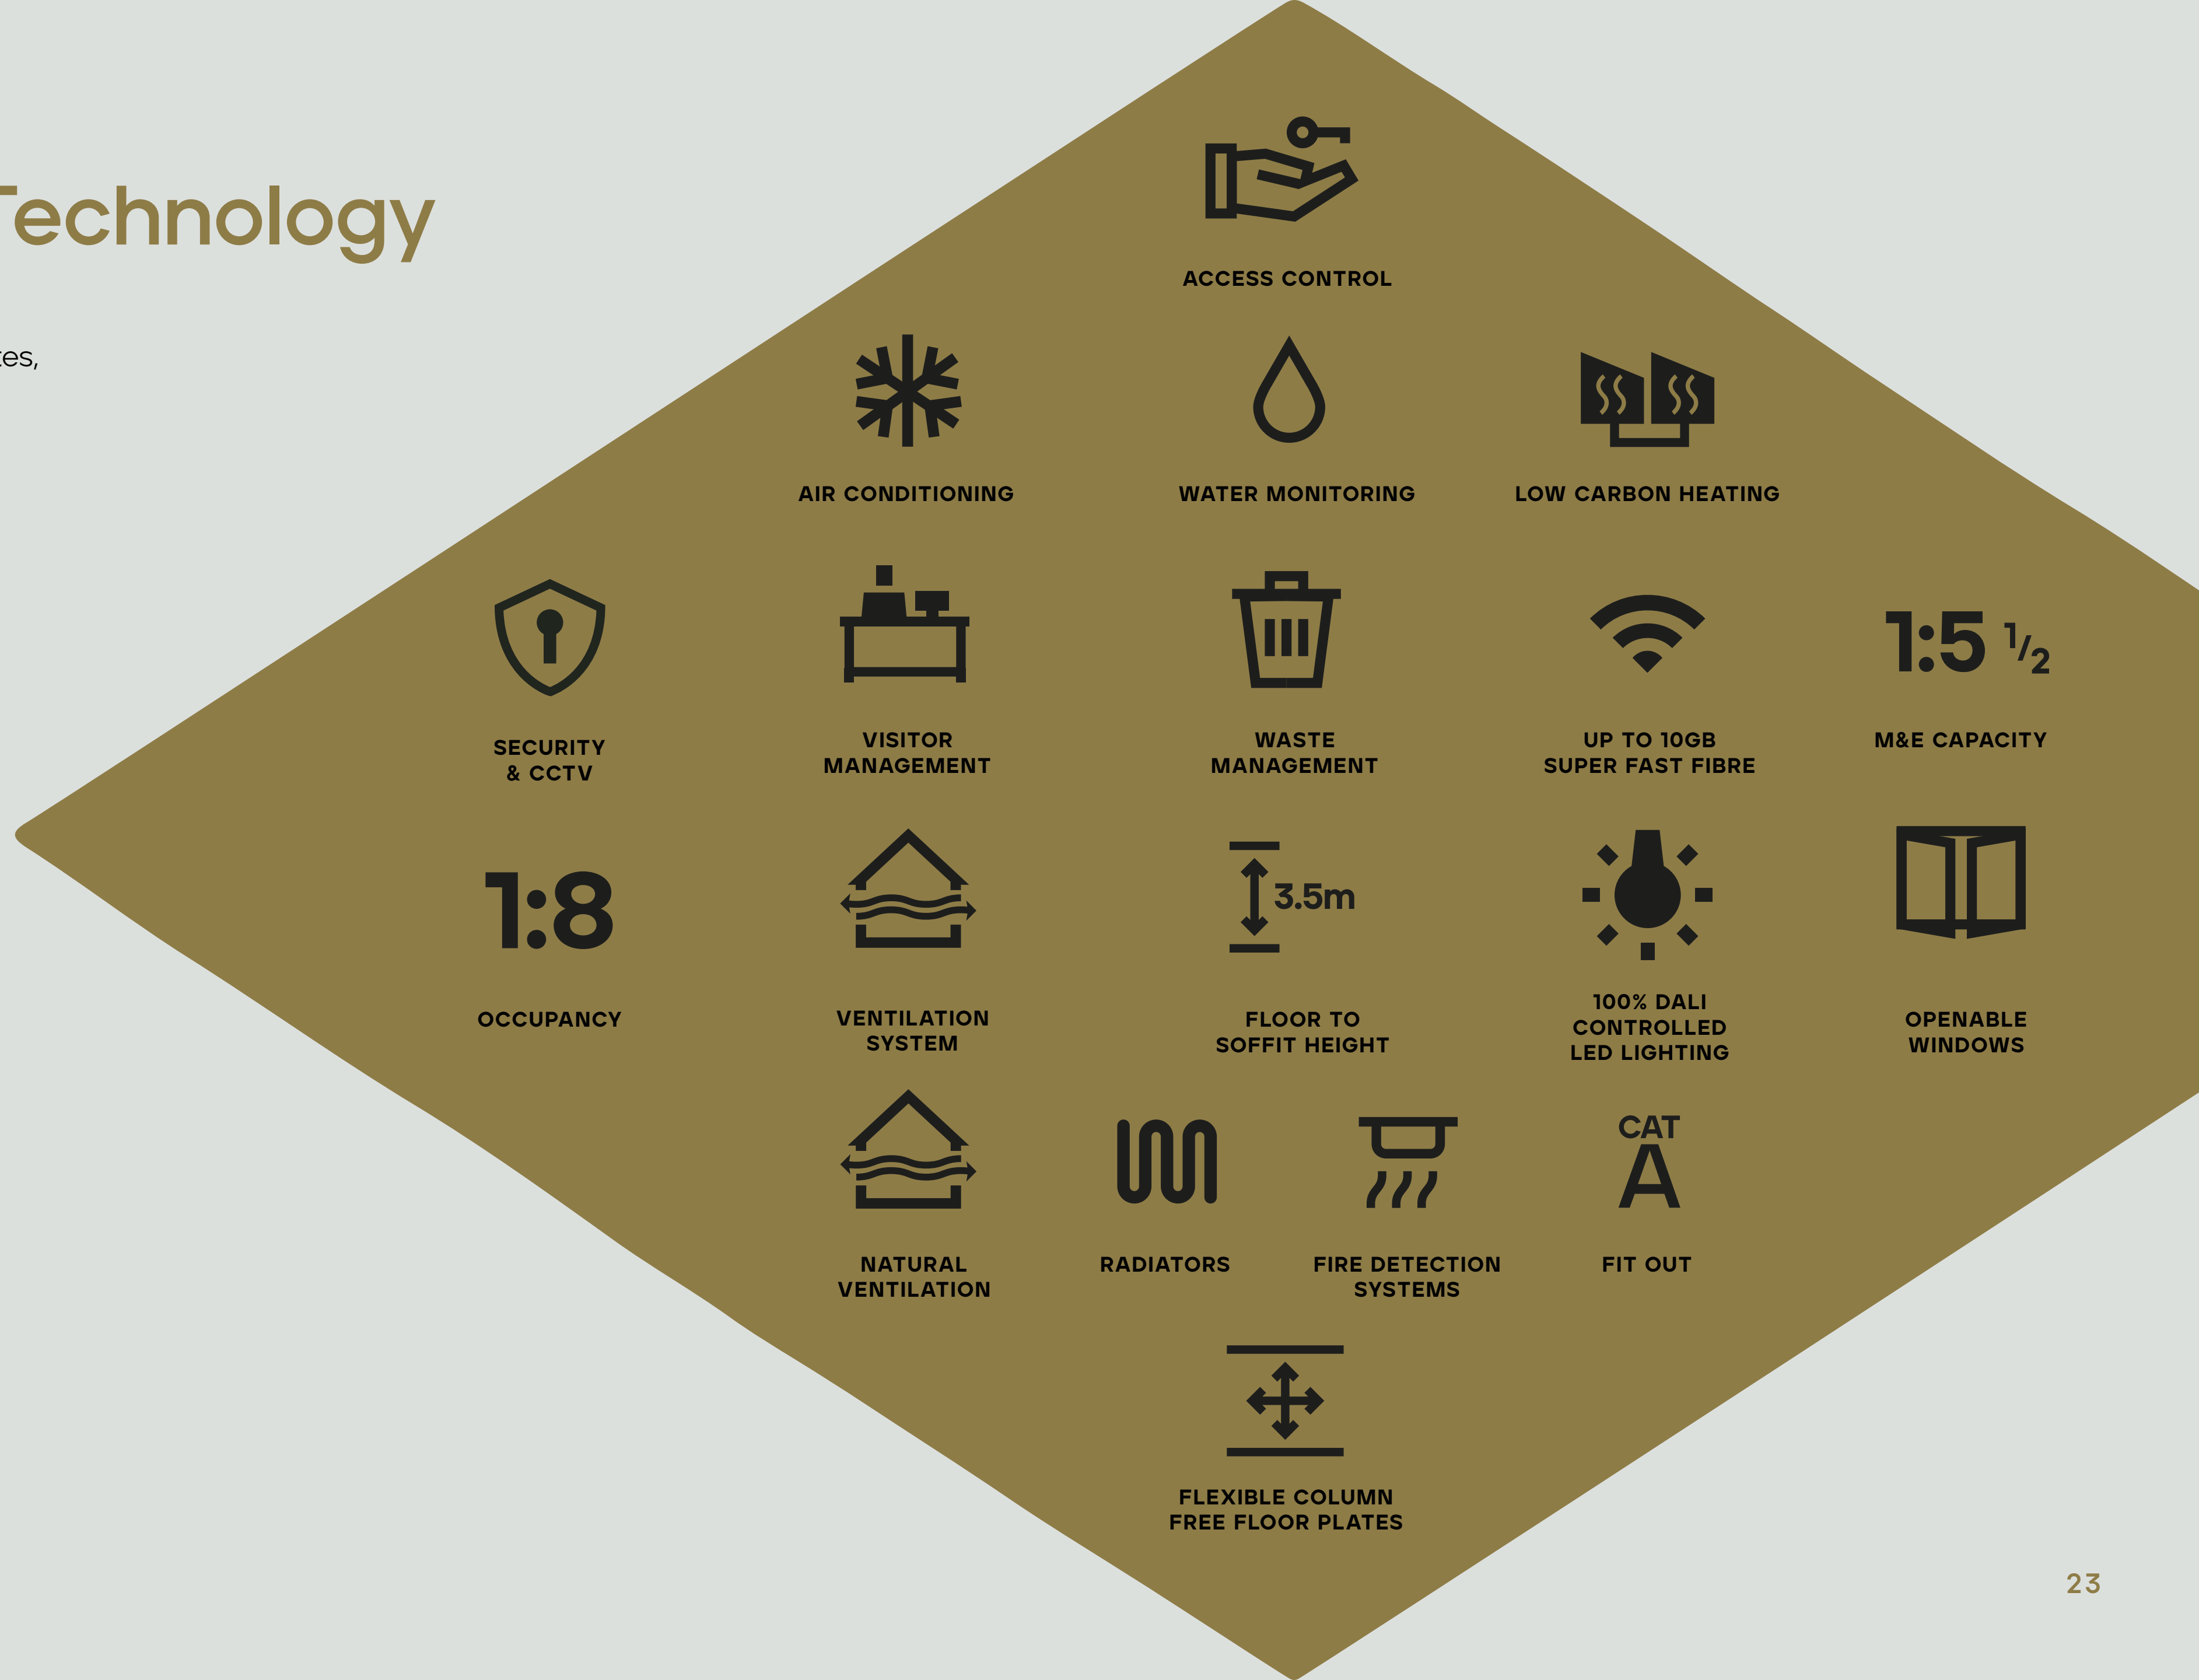 Technology
ACCESS CONTROL
AIR CONDITIONING
WATER MONITORING
LOW CARBON HEATING
SECURITY
& CCTV
VISITOR
MANAGEMENT
WASTE
MANAGEMENT
UP TO 10GB
SUPER FAST FIBRE
1:5 1/2
M&E CAPACITY
1:8
OCCUPANCY
VENTILATION
SYSTEM
3.5m
FLOOR TO
SOFFIT HEIGHT
100% DALI
CONTROLLED
LED LIGHTING
OPENABLE
WINDOWS
NATURAL
VENTILATION
RADIATORS
FIRE DETECTION
SYSTEMS
CAT
A
FIT OUT
FLEXIBLE COLUMN
FREE FLOOR PLATES
23